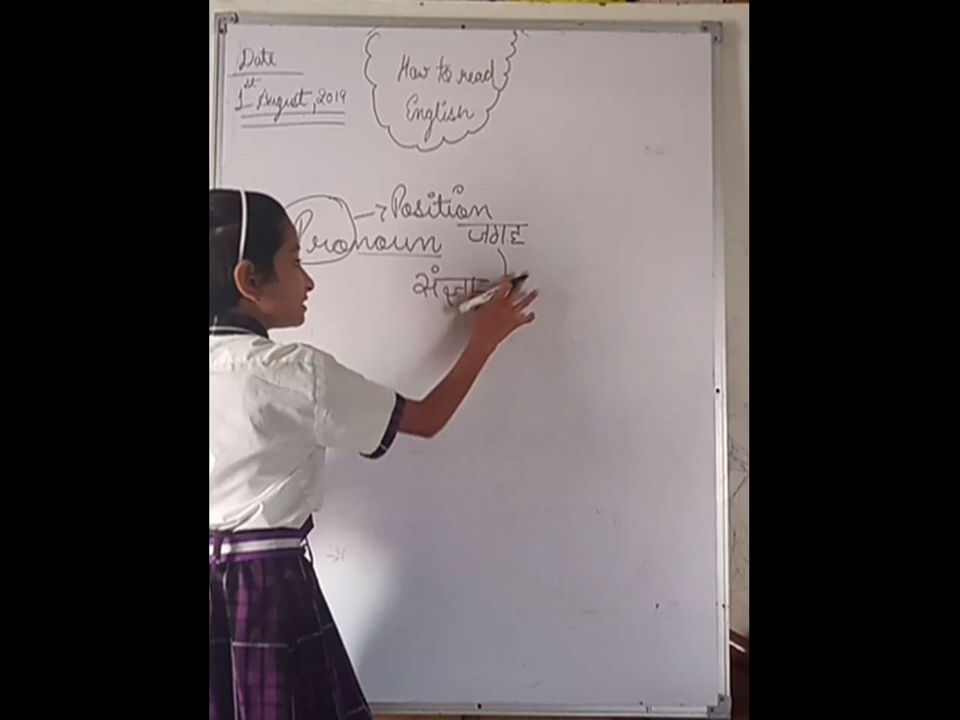 Date
1st August, 2019
How to read
English
Pronoun → Position
जगह
संज्ञा